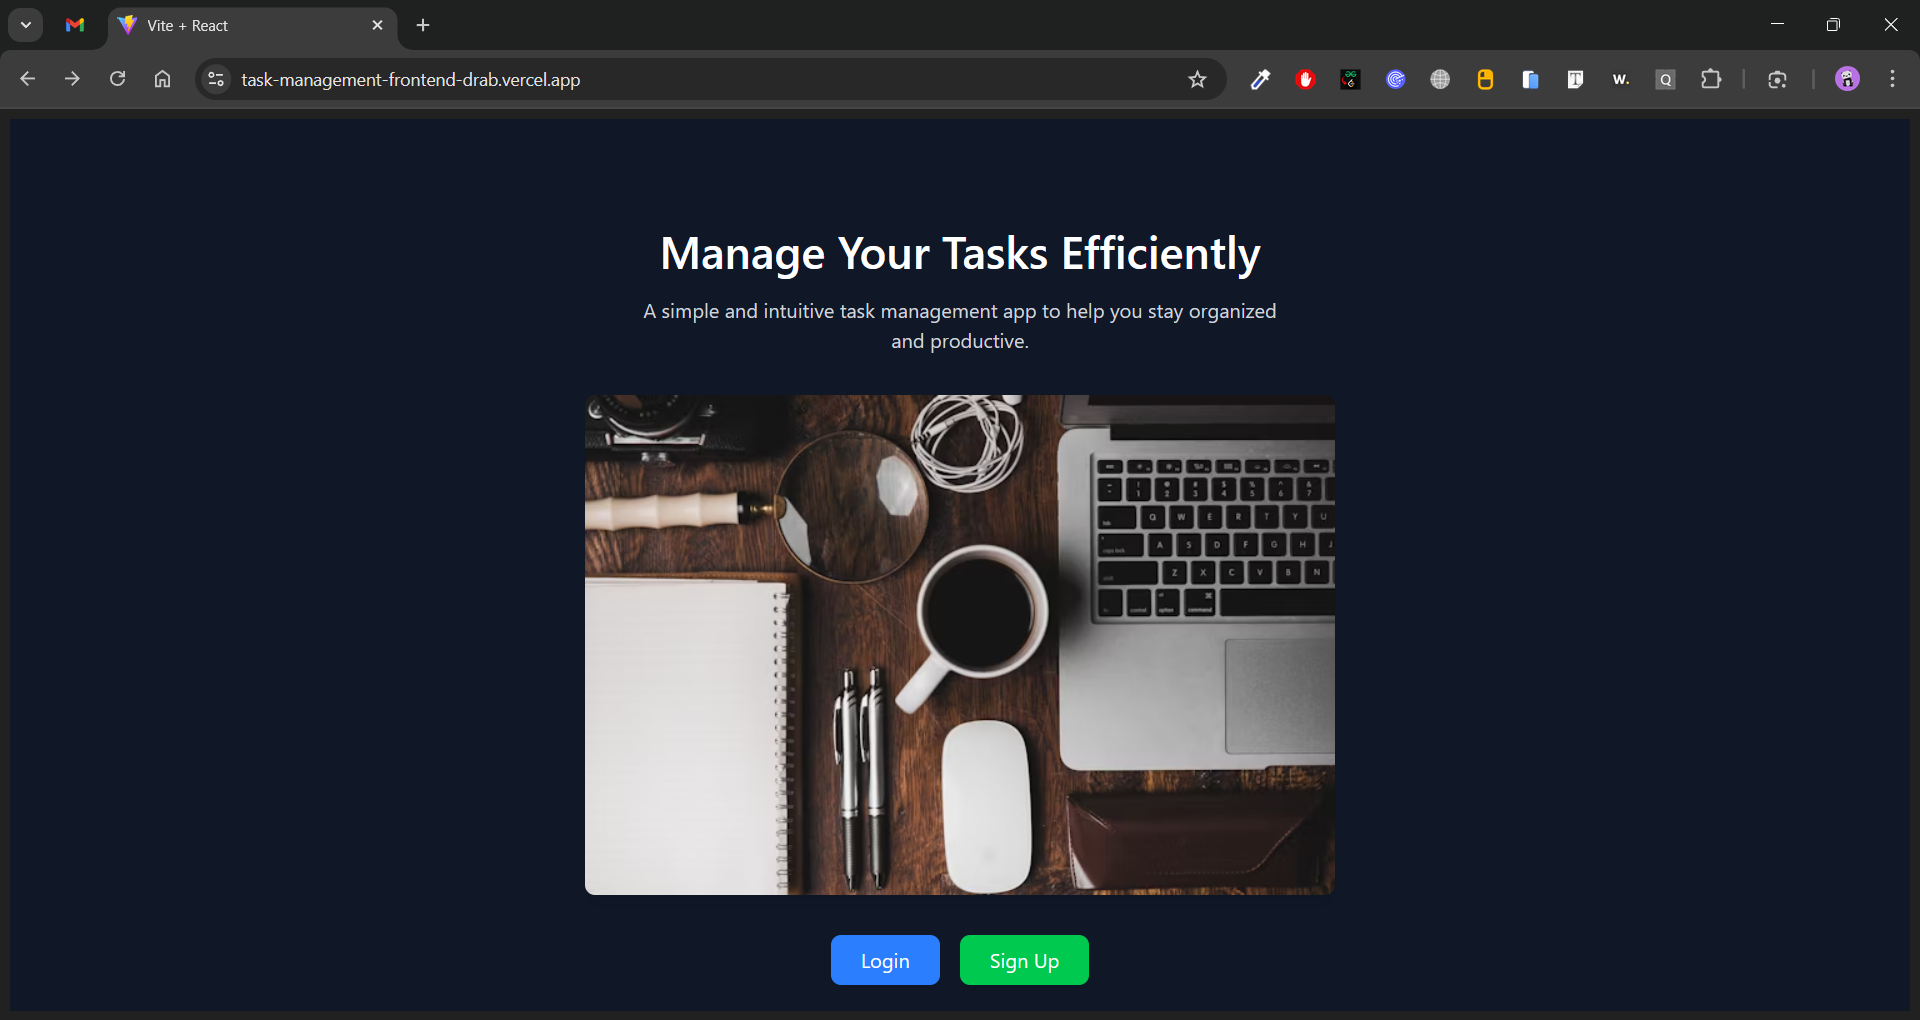 Vite + React
task-management-frontend-drab.vercel.app
Manage Your Tasks Efficiently
A simple and intuitive task management app to help you stay organized
and productive.
Q W E R T Y U
A S D F G H J
Z X C V B N
Login
Sign Up